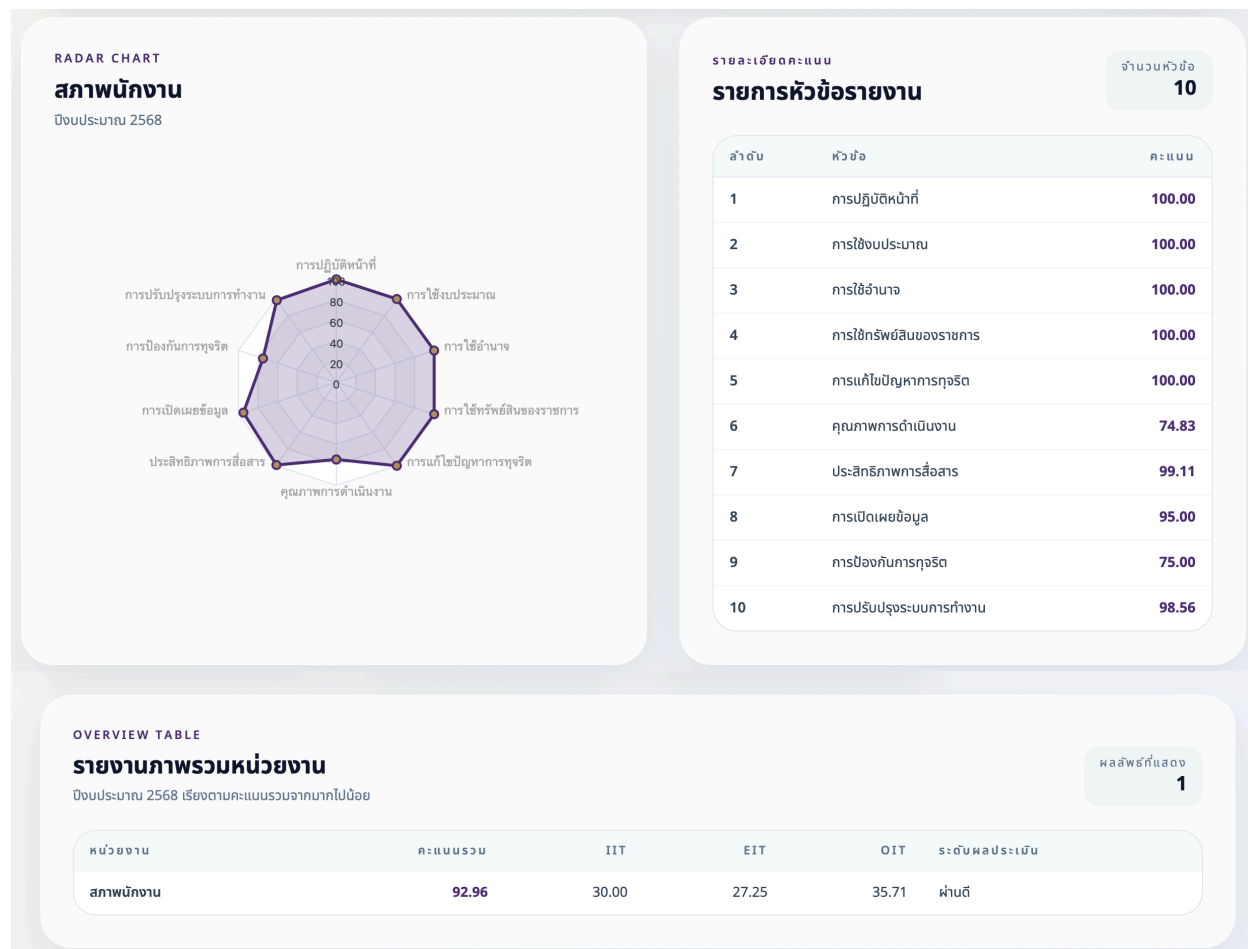 RADAR CHART
สภาพนักงาน
ปีงบประมาณ 2568
การปฏิบัติหน้าที่
การใช้งบประมาณ
การใช้อำนาจ
การใช้ทรัพย์สินของราชการ
การแก้ไขปัญหาการทุจริต
คุณภาพการดำเนินงาน
ประสิทธิภาพการสื่อสาร
การเปิดเผยข้อมูล
การป้องกันการทุจริต
การปรับปรุงระบบการทำงาน
100
80
60
40
20
0
รายละเอียดคะแนน
รายการหัวข้อรายงาน
จำนวนหัวข้อ
10
ลำดับ หัวข้อ คะแนน
1 การปฏิบัติหน้าที่ 100.00
2 การใช้งบประมาณ 100.00
3 การใช้อำนาจ 100.00
4 การใช้ทรัพย์สินของราชการ 100.00
5 การแก้ไขปัญหาการทุจริต 100.00
6 คุณภาพการดำเนินงาน 74.83
7 ประสิทธิภาพการสื่อสาร 99.11
8 การเปิดเผยข้อมูล 95.00
9 การป้องกันการทุจริต 75.00
10 การปรับปรุงระบบการทำงาน 98.56
OVERVIEW TABLE
รายงานภาพรวมหน่วยงาน
ปีงบประมาณ 2568 เรียงตามคะแนนรวมจากมากไปน้อย
ผลลัพธ์ที่แสดง
1
หน่วยงาน คะแนนรวม IIT EIT OIT ระดับผลประเมิน
สภาพนักงาน 92.96 30.00 27.25 35.71 ผ่านดี